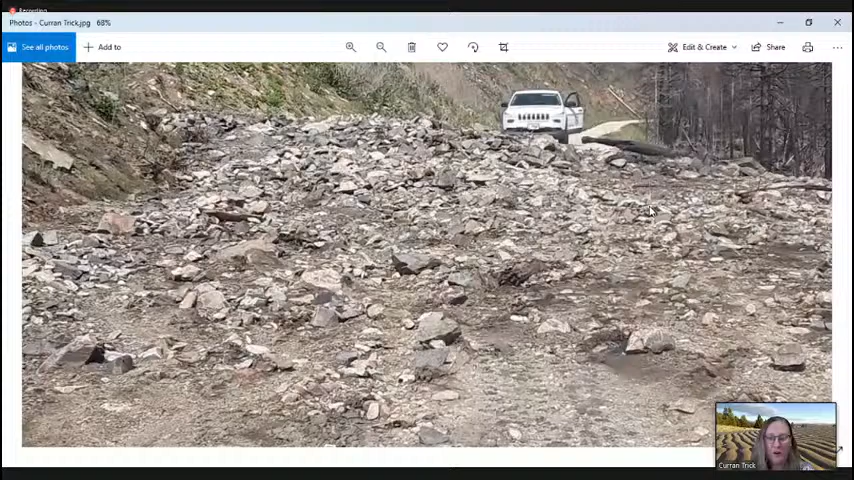 Recording
Photos - Curran Trick.jpg 68%
See all photos
Add to
Edit & Create
Share
Curran Trick